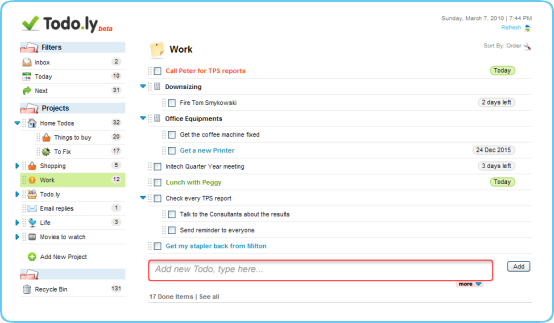 Todo.ly beta
Sunday, March 7, 2010 | 7:44 PM
Refresh
Filters
Inbox 2
Today 10
Next 31
Projects
Home Todos 32
Things to buy 20
To Fix 17
Shopping 5
Work 12
Todo.ly
Email replies 1
Life 3
Movies to watch
Add New Project
Recycle Bin 131
Work
Sort By: Order
Call Peter for TPS reports Today
Downsizing
Fire Tom Smykowski 2 days left
Office Equipments
Get the coffee machine fixed
Get a new Printer 24 Dec 2015
Initech Quarter Year meeting 3 days left
Lunch with Peggy Today
Check every TPS report
Talk to the Consultants about the results
Send reminder to everyone
Get my stapler back from Milton
Add new Todo, type here... Add
more
17 Done Items | See all